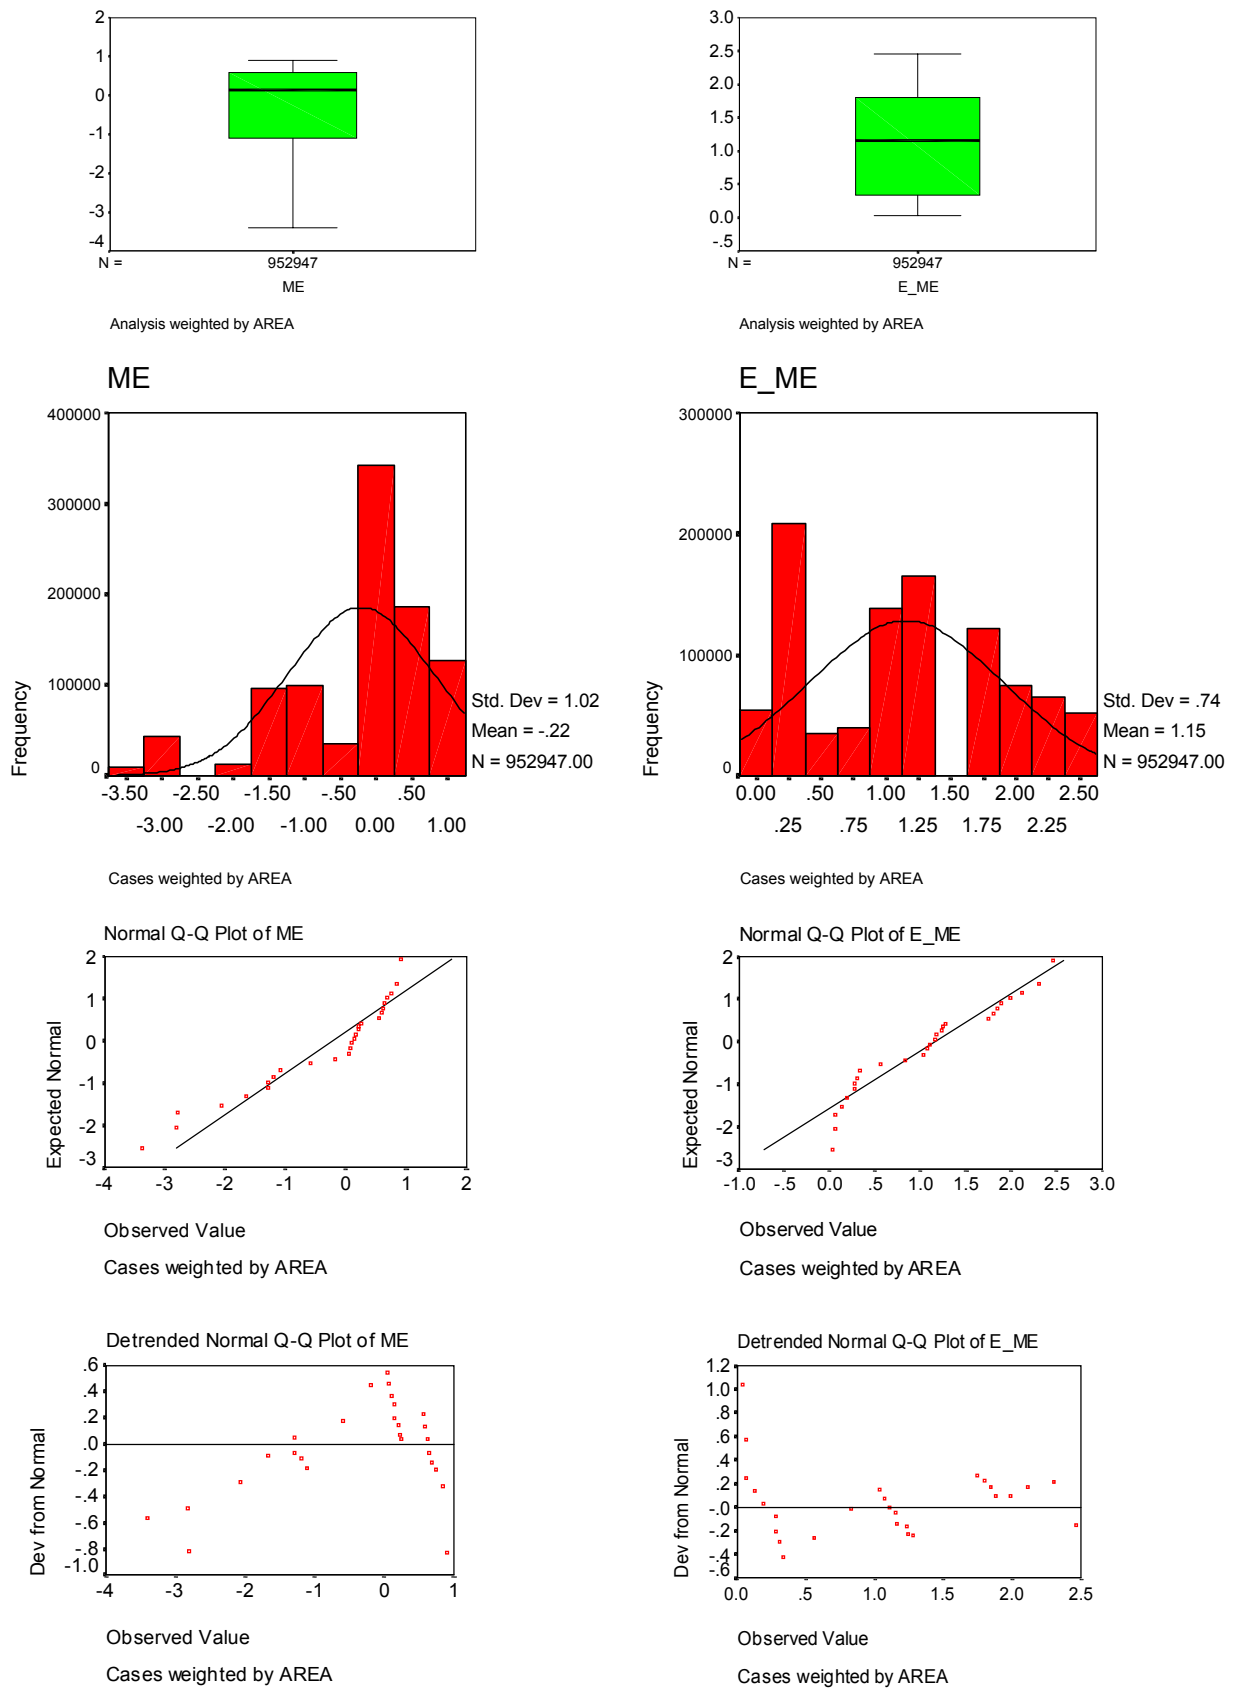 2
1
0
-1
-2
-3
-4
N =
952947
ME
Analysis weighted by AREA
3.0
2.5
2.0
1.5
1.0
.5
0.0
-.5
N =
952947
E_ME
Analysis weighted by AREA
ME
400000
300000
200000
100000
0
Frequency
-3.50 -2.50 -1.50 -.50 .50
-3.00 -2.00 -1.00 0.00 1.00
Std. Dev = 1.02
Mean = -.22
N = 952947.00
Cases weighted by AREA
E_ME
300000
200000
100000
0
Frequency
0.00 .50 1.00 1.50 2.00 2.50
.25 .75 1.25 1.75 2.25
Std. Dev = .74
Mean = 1.15
N = 952947.00
Cases weighted by AREA
Normal Q-Q Plot of ME
2
1
0
-1
-2
-3
Expected Normal
-4 -3 -2 -1 0 1 2
Observed Value
Cases weighted by AREA
Normal Q-Q Plot of E_ME
2
1
0
-1
-2
-3
Expected Normal
-1.0 -.5 0.0 .5 1.0 1.5 2.0 2.5 3.0
Observed Value
Cases weighted by AREA
Detrended Normal Q-Q Plot of ME
.6
.4
.2
.0
-.2
-.4
-.6
-.8
-1.0
Dev from Normal
-4 -3 -2 -1 0 1
Observed Value
Cases weighted by AREA
Detrended Normal Q-Q Plot of E_ME
1.2
1.0
.8
.6
.4
.2
-.0
-.2
-.4
-.6
Dev from Normal
0.0 .5 1.0 1.5 2.0 2.5
Observed Value
Cases weighted by AREA